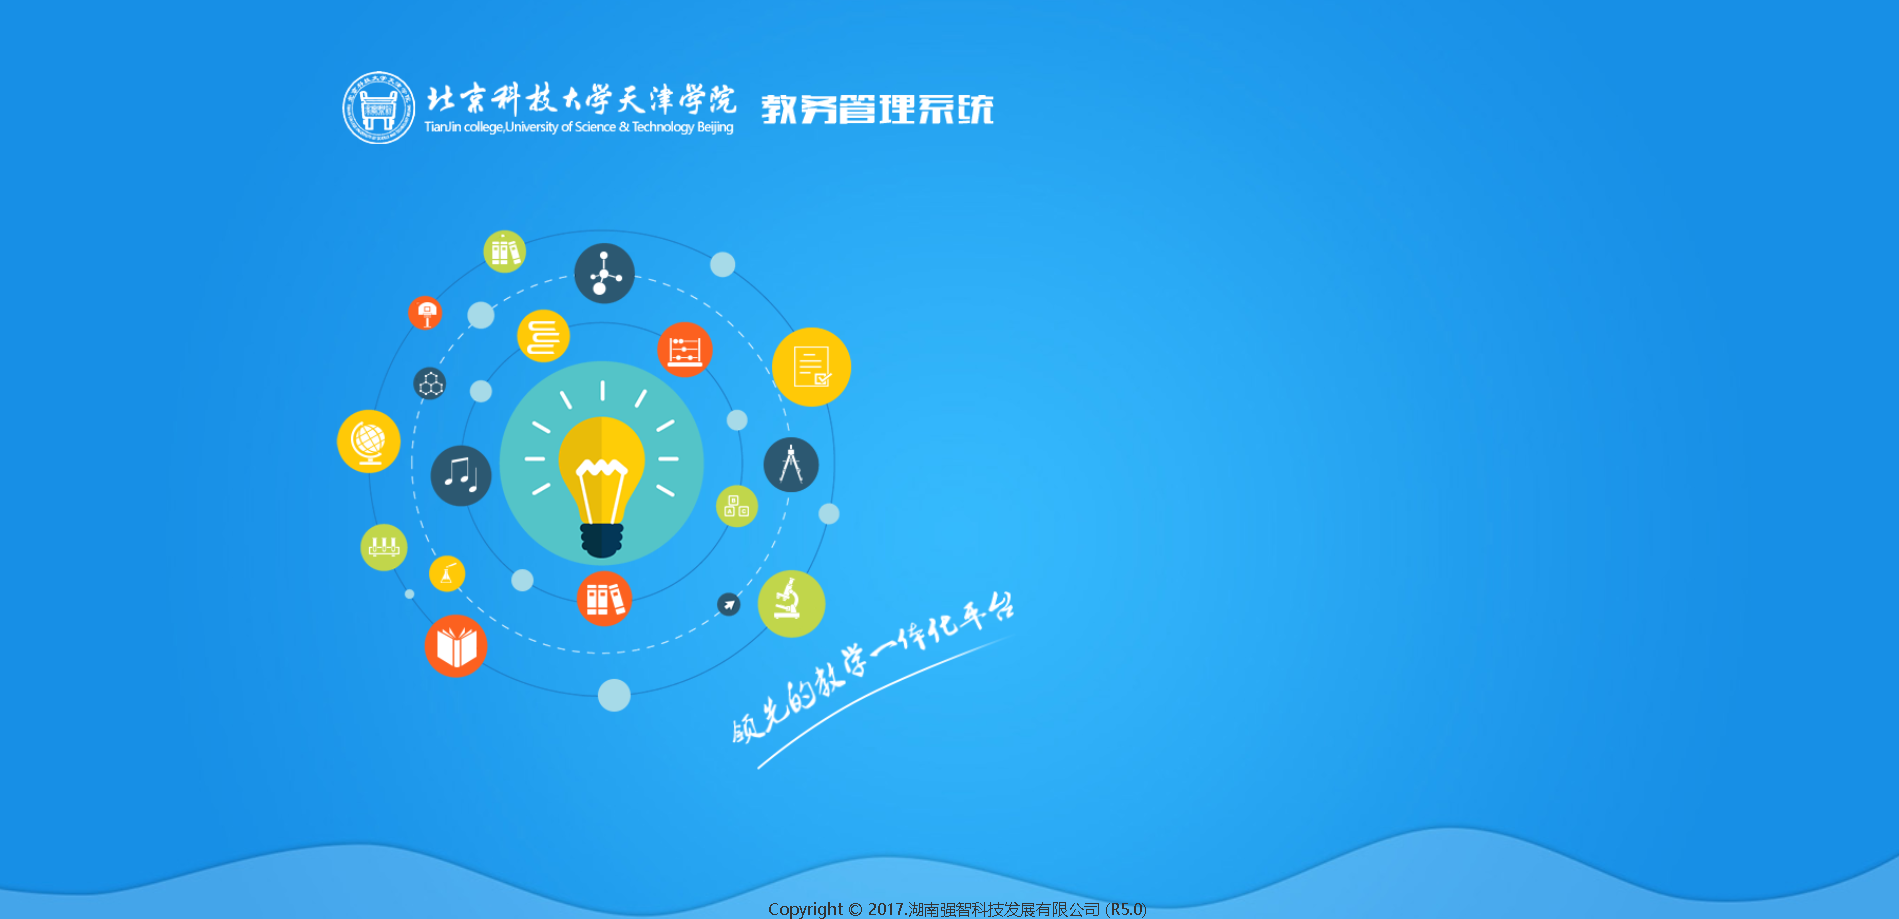 北京科技大学天津学院
TianJin college,University of Science & Technology Beijing
教务管理系统
B
A C
领先的教学一体化平台
Copyright © 2017.湖南强智科技发展有限公司 (R5.0)